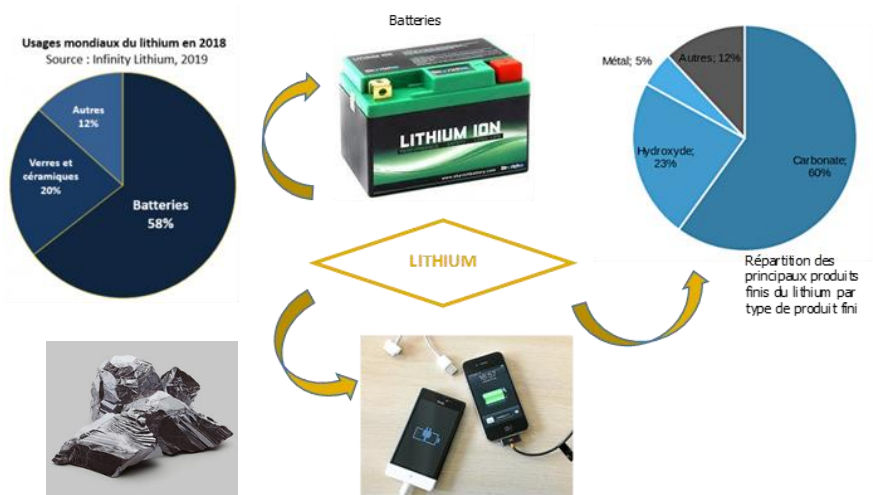 Usages mondiaux du lithium en 2018
Source : Infinity Lithium, 2019
Autres
12%
Verres et
céramiques
20%
Batteries
58%
Batteries
LITHIUM ION
LITHIUM
Métal; 5%
Autres; 12%
Hydroxyde;
23%
Carbonate;
60%
Répartition des
principaux produits
finis du lithium par
type de produit fini